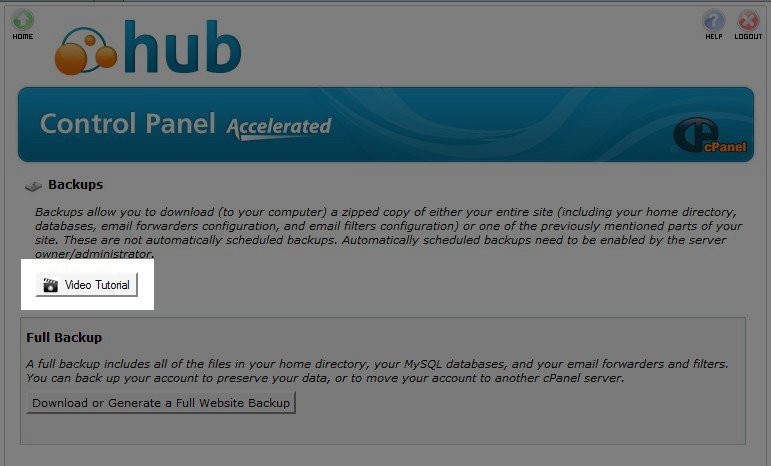 HOME
hub
HELP
LOGOUT
Control Panel Accelerated
cPanel
Backups
Backups allow you to download (to your computer) a zipped copy of either your entire site (including your home directory,
databases, email forwarders configuration, and email filters configuration) or one of the previously mentioned parts of your
site. These are not automatically scheduled backups. Automatically scheduled backups need to be enabled by the server
owner/administrator.
Video Tutorial
Full Backup
A full backup includes all of the files in your home directory, your MySQL databases, and your email forwarders and filters.
You can back up your account to preserve your data, or to move your account to another cPanel server.
Download or Generate a Full Website Backup